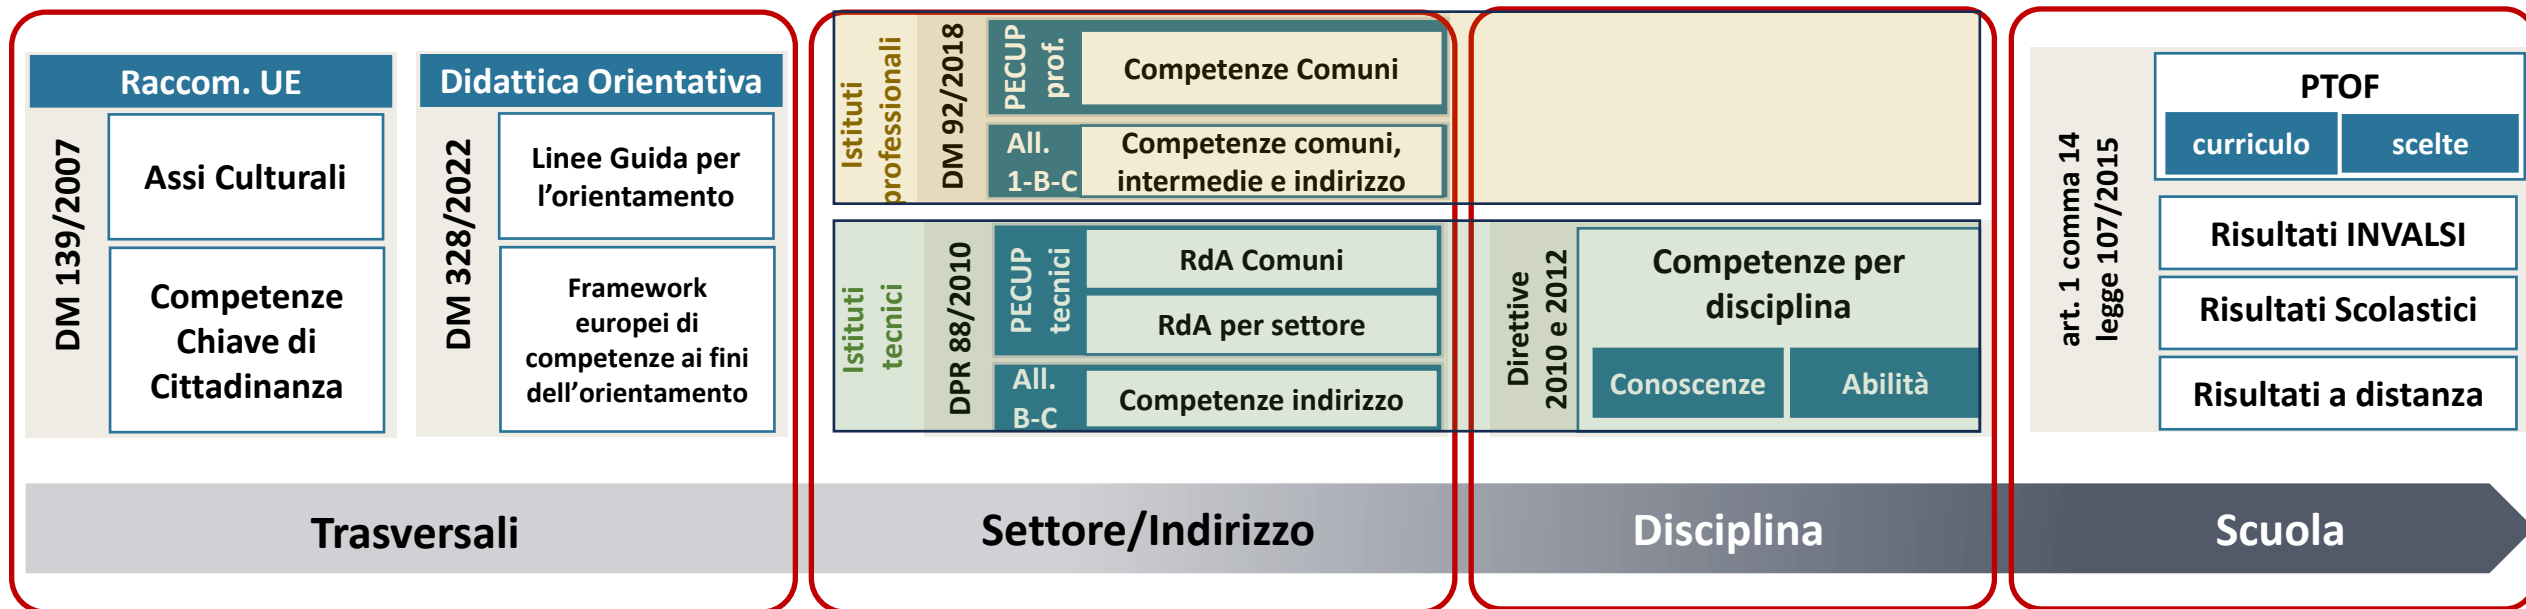 Raccom. UE
DM 139/2007
Assi Culturali
Competenze
Chiave di
Cittadinanza
Didattica Orientativa
DM 328/2022
Linee Guida per
l'orientamento
Framework
europei di
competenze ai fini
dell'orientamento
Istituti
professionali
DM 92/2018
PECUP
prof.
Competenze Comuni
All.
1-B-C
Competenze comuni,
intermedie e indirizzo
Istituti
tecnici
DPR 88/2010
PECUP
tecnici
RdA Comuni
RdA per settore
All.
B-C
Competenze indirizzo
Direttive
2010 e 2012
Competenze per
disciplina
Conoscenze
Abilità
art. 1 comma 14
legge 107/2015
PTOF
curriculo
scelte
Risultati INVALSI
Risultati Scolastici
Risultati a distanza
Trasversali
Settore/Indirizzo
Disciplina
Scuola